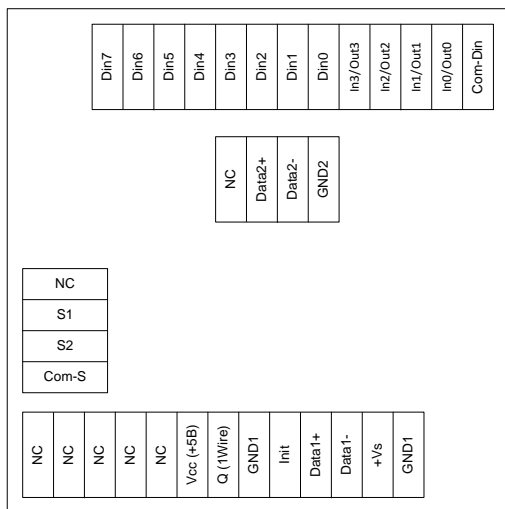 Din7
Din6
Din5
Din4
Din3
Din2
Din1
Din0
In3/Out3
In2/Out2
In1/Out1
In0/Out0
Com-Din
NC
Data2+
Data2-
GND2
NC
S1
S2
Com-S
NC
NC
NC
NC
NC
Vcc (+5B)
Q (1Wire)
GND1
Init
Data1+
Data1-
+Vs
GND1